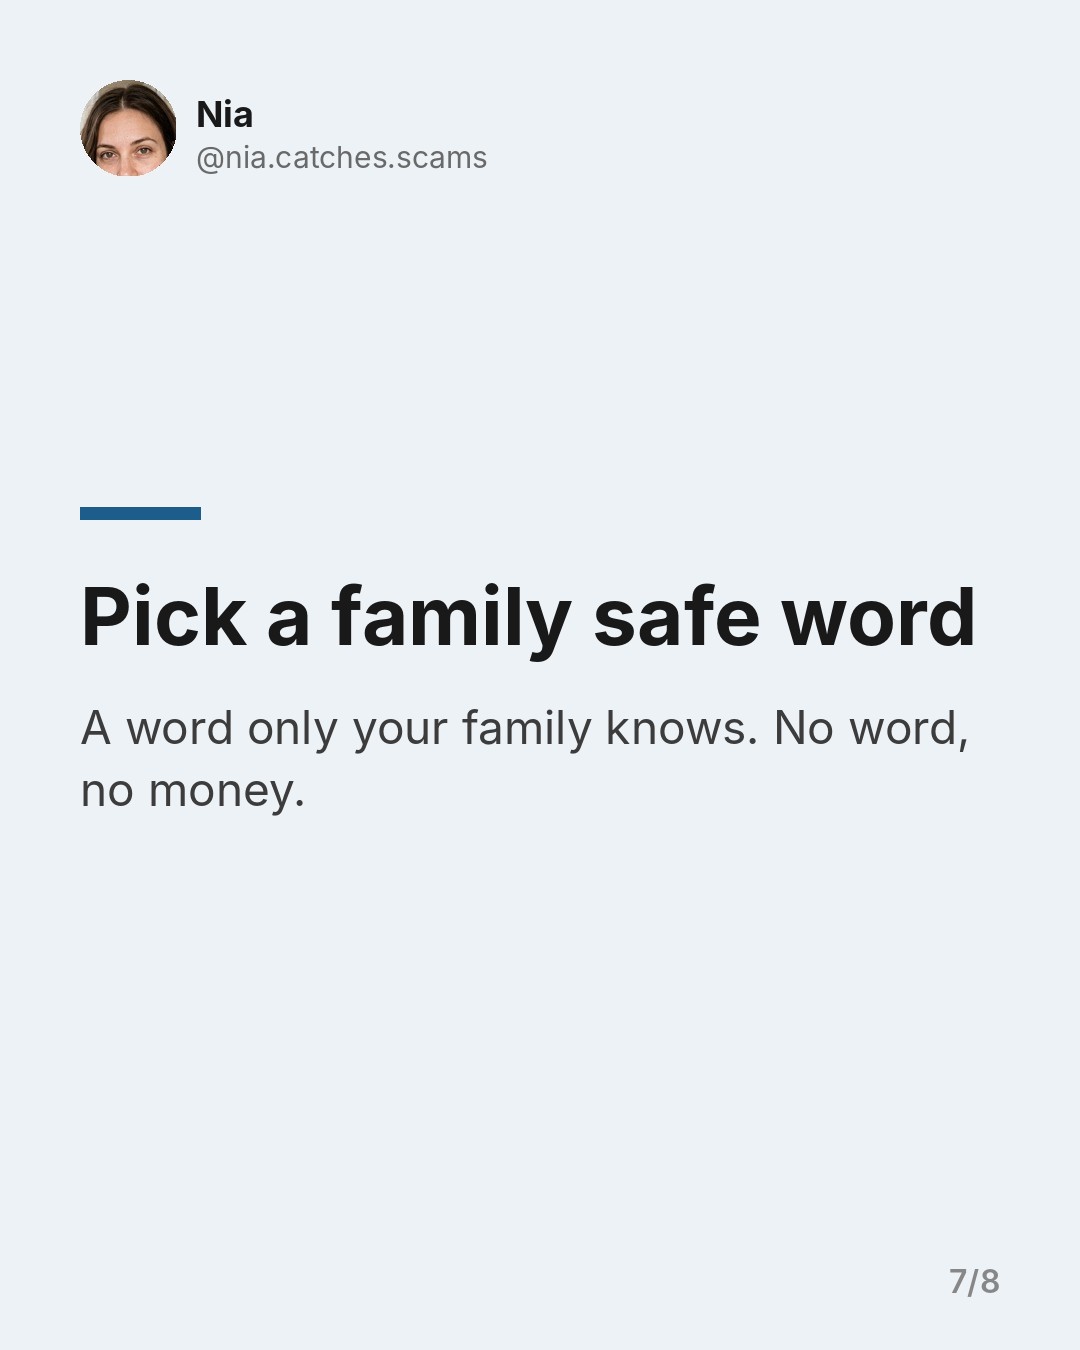 Nia
@nia.catches.scams
Pick a family safe word
A word only your family knows. No word,
no money.
7/8